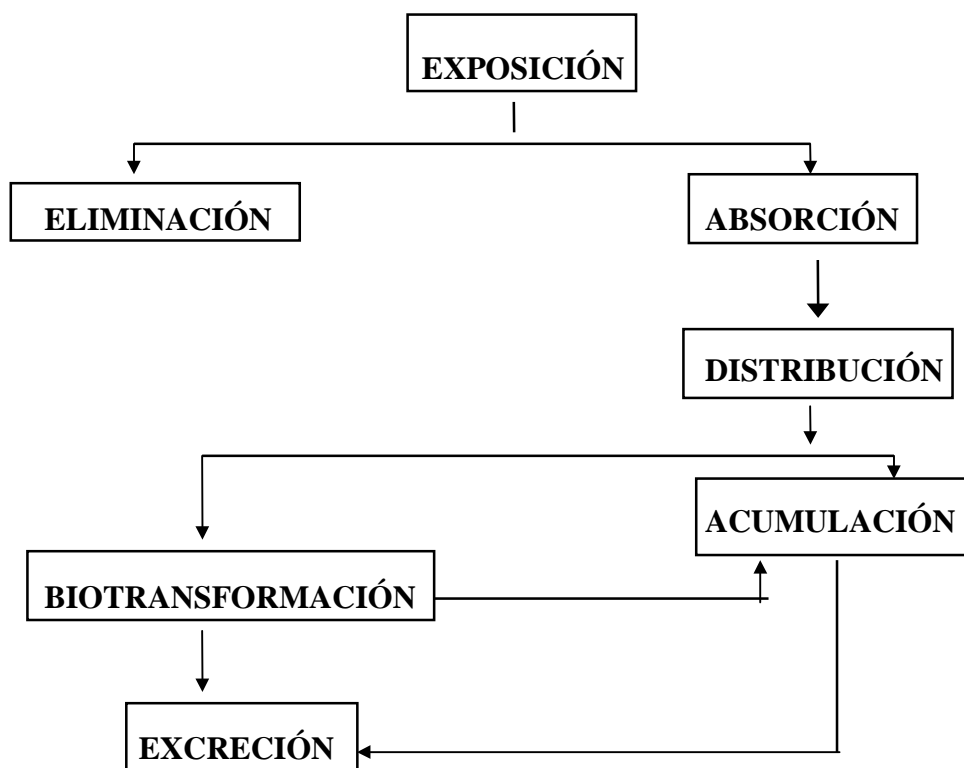 EXPOSICIÓN
ELIMINACIÓN
ABSORCIÓN
DISTRIBUCIÓN
ACUMULACIÓN
BIOTRANSFORMACIÓN
EXCRECIÓN